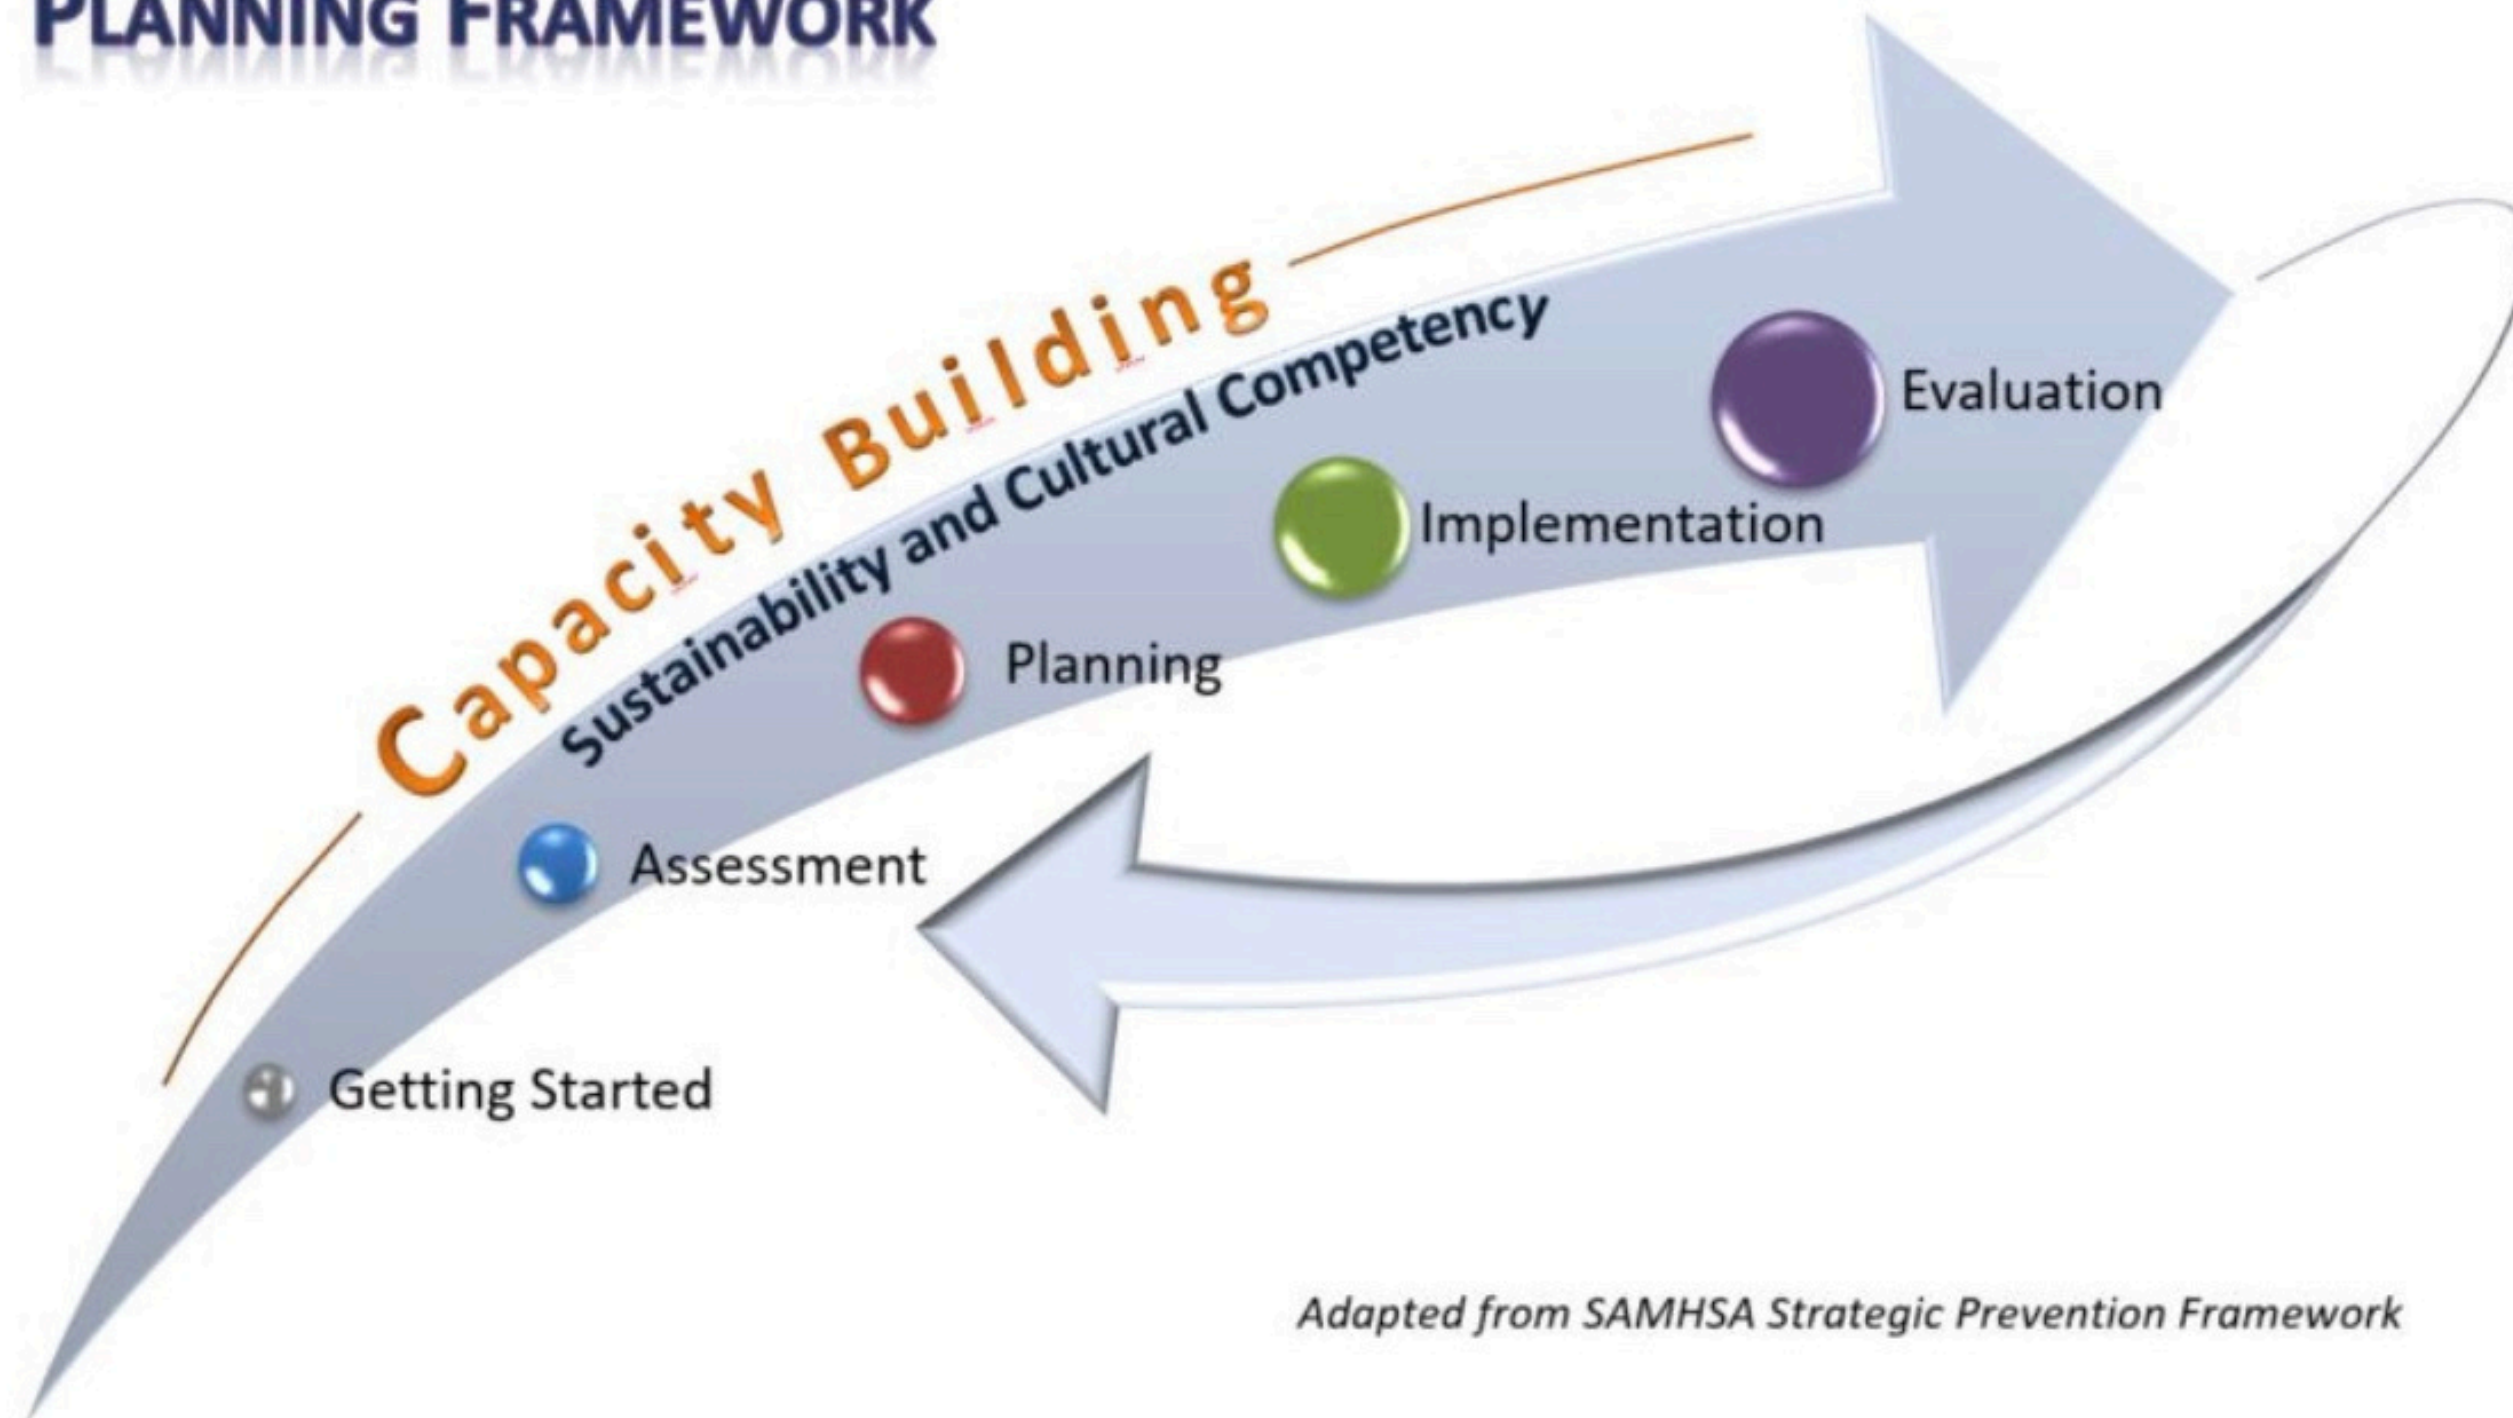 PLANNING FRAMEWORK
Capacity Building
Sustainability and Cultural Competency
Evaluation
Implementation
Planning
Assessment
Getting Started
Adapted from SAMHSA Strategic Prevention Framework